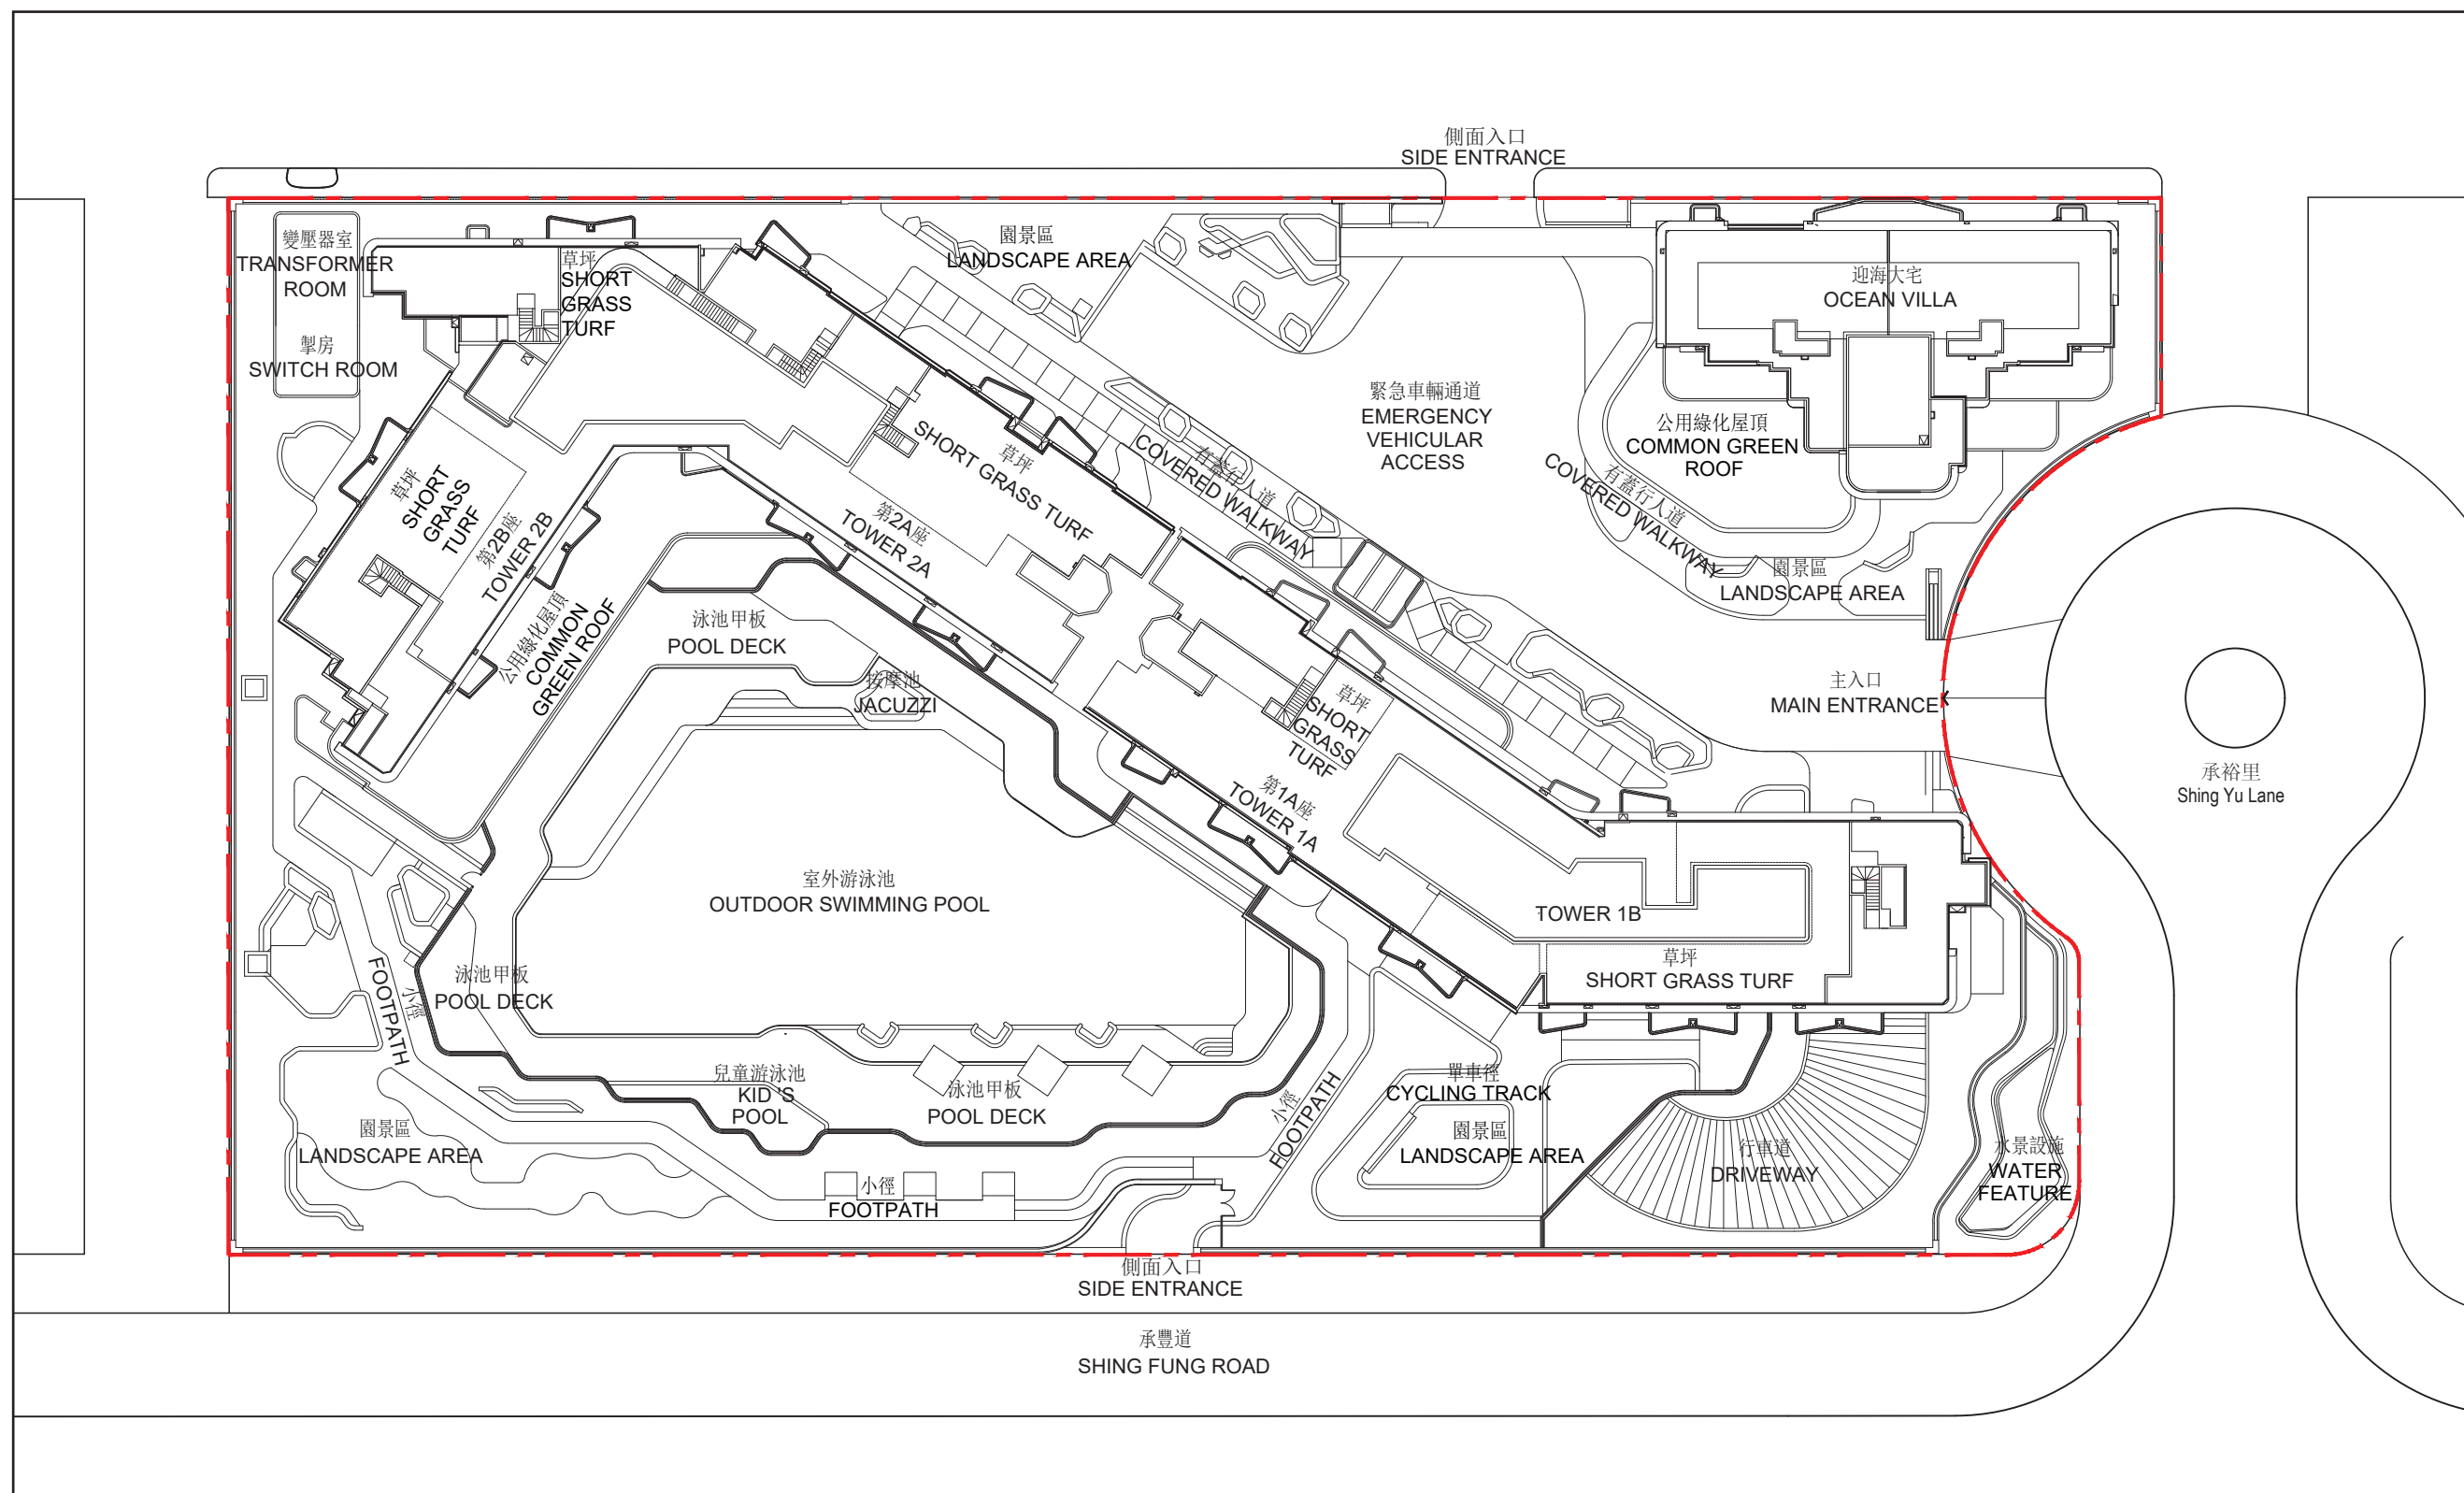 側面入口
SIDE ENTRANCE
變壓器室
TRANSFORMER
ROOM
掣房
SWITCH ROOM
草坪
SHORT
GRASS
TURF
園景區
LANDSCAPE AREA
迎海大宅
OCEAN VILLA
緊急車輛通道
EMERGENCY
VEHICULAR
ACCESS
公用綠化屋頂
COMMON GREEN
ROOF
有蓋行人道
COVERED WALKWAY
園景區
LANDSCAPE AREA
草坪
SHORT GRASS TURF
有蓋行人道
COVERED WALKWAY
草坪
SHORT
GRASS
TURF
第2B座
TOWER 2B
第2A座
TOWER 2A
公用綠化屋頂
COMMON
GREEN ROOF
泳池甲板
POOL DECK
按摩池
JACUZZI
草坪
SHORT
GRASS
TURF
第1A座
TOWER 1A
主入口
MAIN ENTRANCE
承裕里
Shing Yu Lane
室外游泳池
OUTDOOR SWIMMING POOL
TOWER 1B
草坪
SHORT GRASS TURF
泳池甲板
POOL DECK
小徑
FOOTPATH
兒童游泳池
KID 'S
POOL
泳池甲板
POOL DECK
小徑
FOOTPATH
單車徑
CYCLING TRACK
園景區
LANDSCAPE AREA
園景區
LANDSCAPE AREA
行車道
DRIVEWAY
水景設施
WATER
FEATURE
小徑
FOOTPATH
側面入口
SIDE ENTRANCE
承豐道
SHING FUNG ROAD